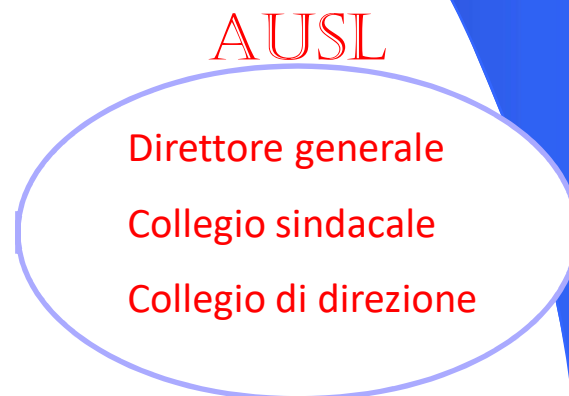 AUSL
Direttore generale
Collegio sindacale
Collegio di direzione